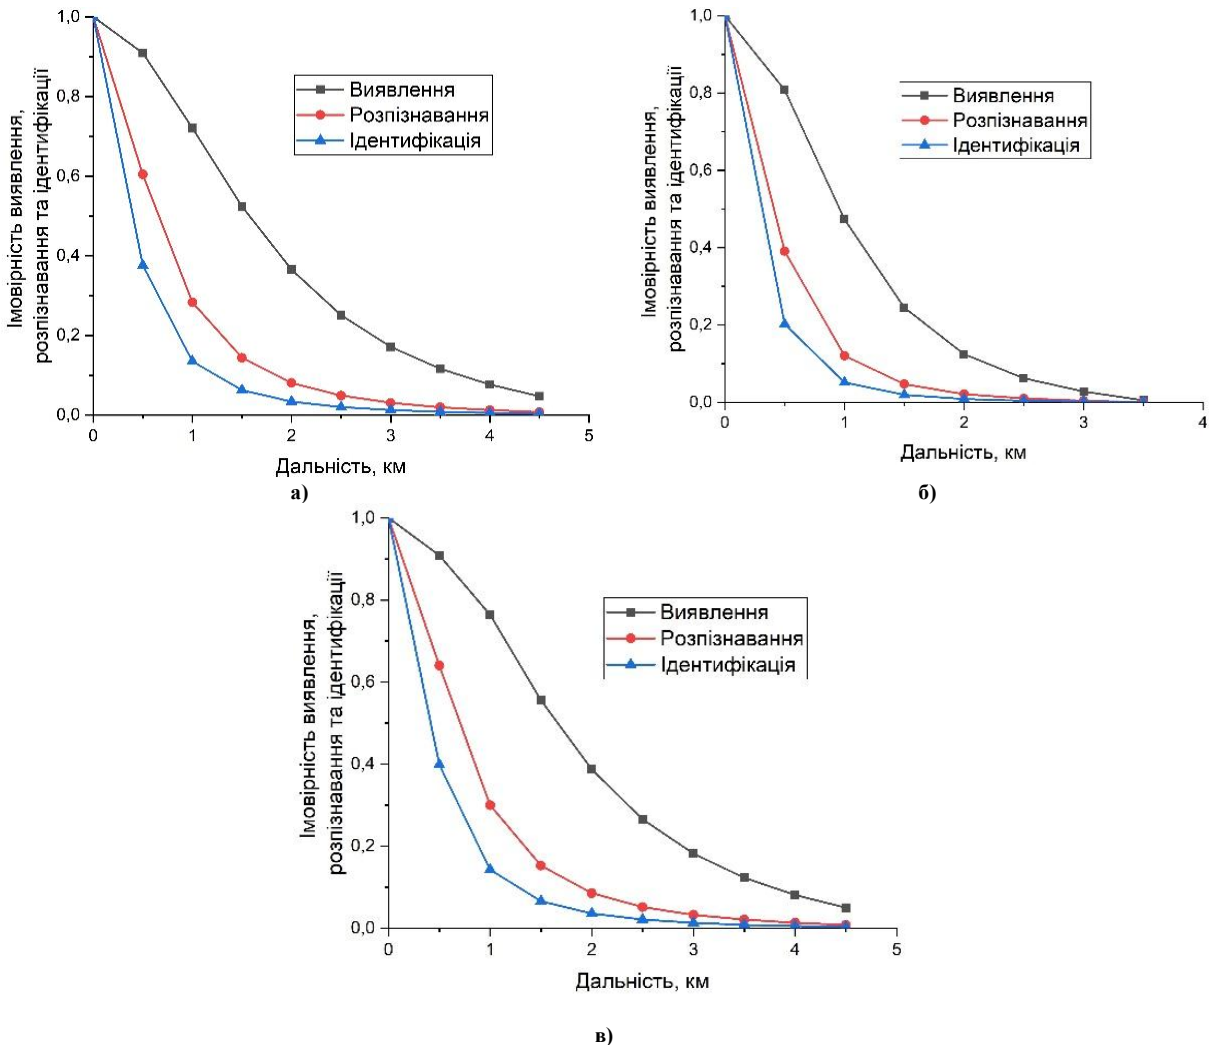 Імовірність виявлення,
розпізнавання та ідентифікації
1,0
0,8
0,6
0,4
0,2
0,0
0
1
2
3
4
5
Виявлення
Розпізнавання
Ідентифікація
Дальність, км
а)
Імовірність виявлення,
розпізнавання та ідентифікації
1,0
0,8
0,6
0,4
0,2
0,0
0
1
2
3
4
Виявлення
Розпізнавання
Ідентифікація
Дальність, км
б)
Імовірність виявлення,
розпізнавання та ідентифікації
1,0
0,8
0,6
0,4
0,2
0,0
0
1
2
3
4
5
Виявлення
Розпізнавання
Ідентифікація
Дальність, км
в)